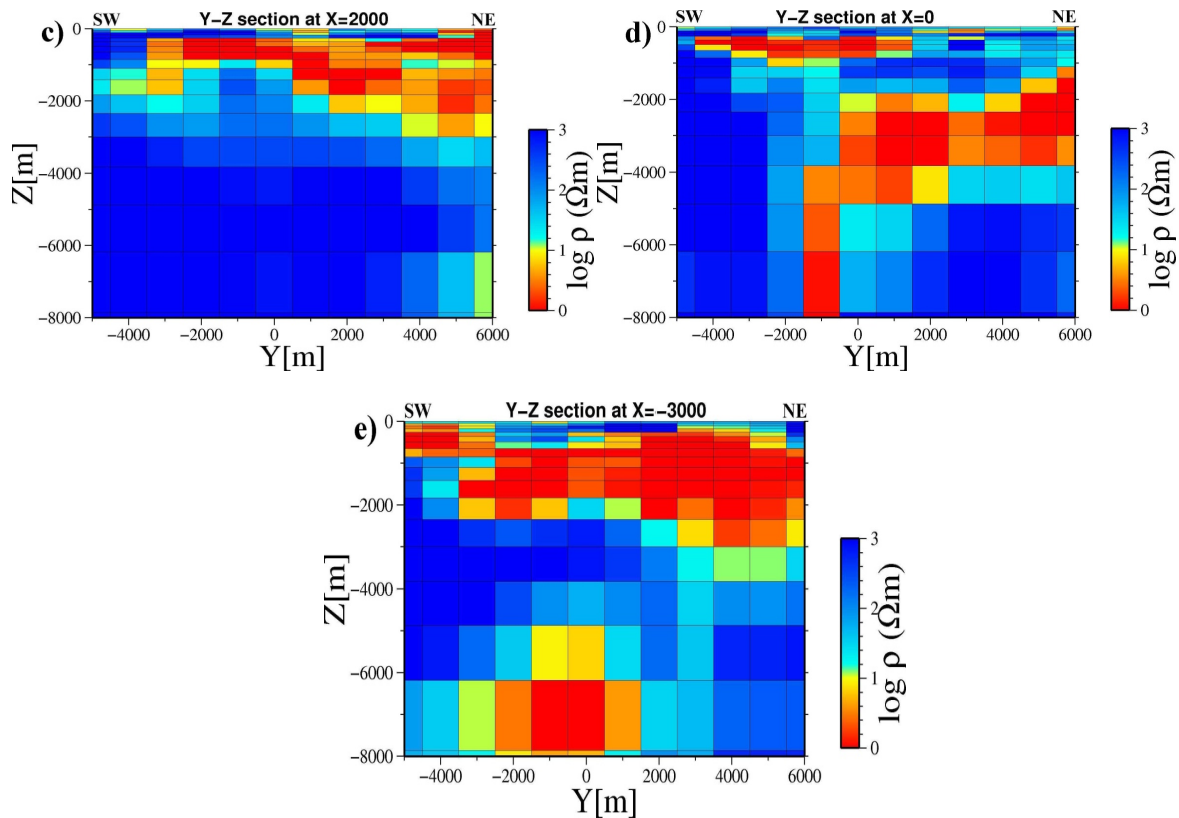 c) SW Y-Z section at X=2000 NE
0
-2000
-4000
-6000
-8000
Z[m]
-4000 -2000 0 2000 4000 6000
Y[m]
3
2
1
0
log ρ (Ωm)
d) SW Y-Z section at X=0 NE
0
-2000
-4000
-6000
-8000
Z[m]
-4000 -2000 0 2000 4000 6000
Y[m]
3
2
1
0
log ρ (Ωm)
e) SW Y-Z section at X=-3000 NE
0
-2000
-4000
-6000
-8000
Z[m]
-4000 -2000 0 2000 4000 6000
Y[m]
3
2
1
0
log ρ (Ωm)